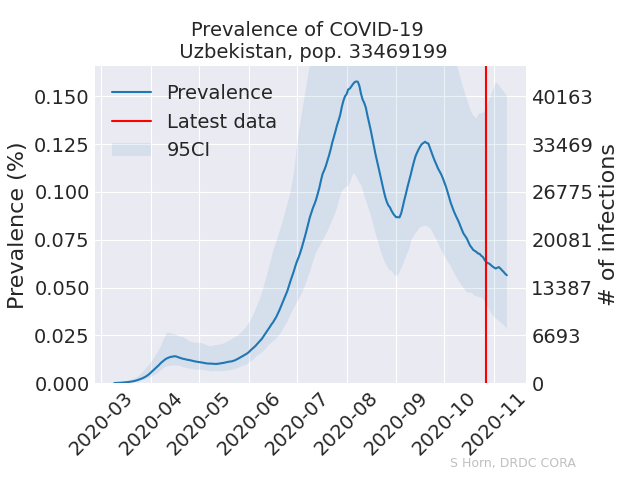 Prevalence of COVID-19
Uzbekistan, pop. 33469199
Prevalence
Latest data
95CI
Prevalence (%)
0.150
0.125
0.100
0.075
0.050
0.025
0.000
40163
33469
26775
20081
13387
6693
0
# of infections
2020-03
2020-04
2020-05
2020-06
2020-07
2020-08
2020-09
2020-10
2020-11
S Horn, DRDC CORA